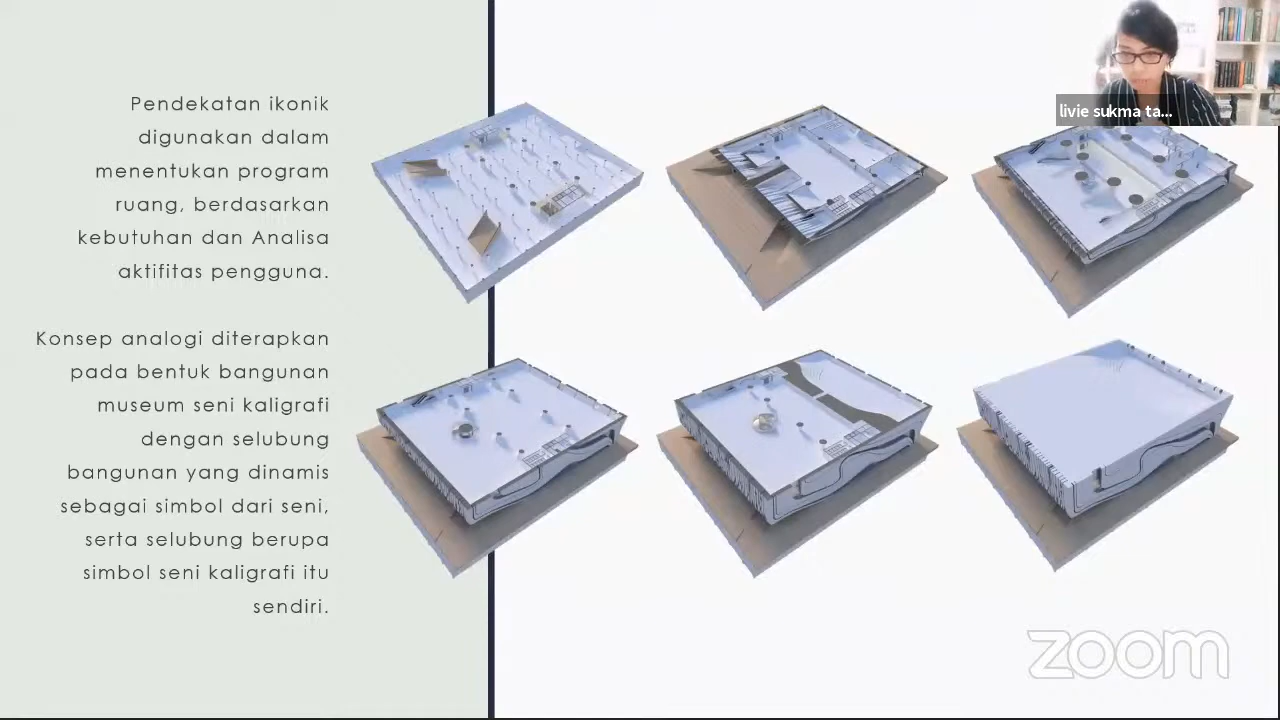 Pendekatan ikonik
digunakan dalam
menentukan program
ruang, berdasarkan
kebutuhan dan Analisa
aktifitas pengguna.
Konsep analogi diterapkan
pada bentuk bangunan
museum seni kaligrafi
dengan selubung
bangunan yang dinamis
sebagai simbol dari seni,
serta selubung berupa
simbol seni kaligrafi itu
sendiri.
livie sukma ta...
zoom